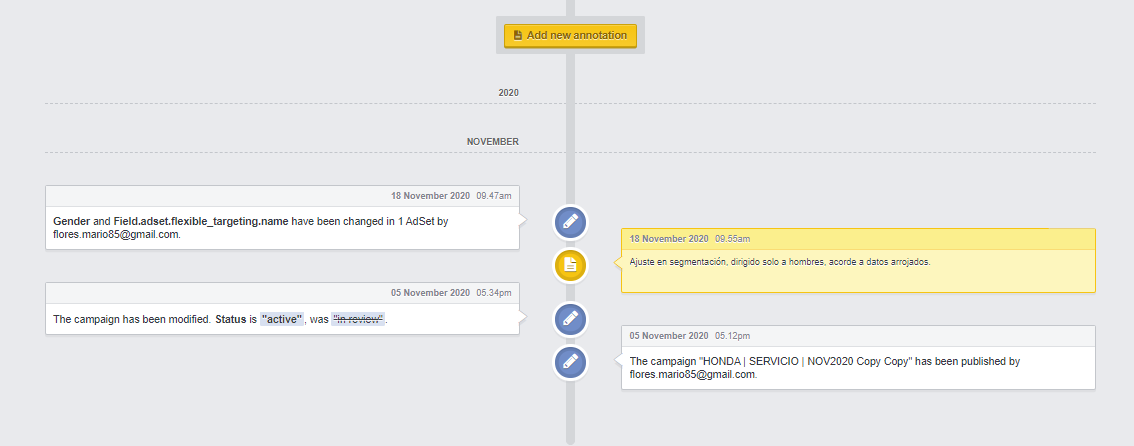 Add new annotation
2020
NOVEMBER
18 November 2020 09.47am
Gender and Field.adset.flexible_targeting.name have been changed in 1 AdSet by
flores.mario85@gmail.com.
18 November 2020 09.55am
Ajuste en segmentación, dirigido solo a hombres, acorde a datos arrojados.
05 November 2020 05.34pm
The campaign has been modified. Status is "active", was "in review".
05 November 2020 05.12pm
The campaign "HONDA | SERVICIO | NOV2020 Copy Copy" has been published by
flores.mario85@gmail.com.